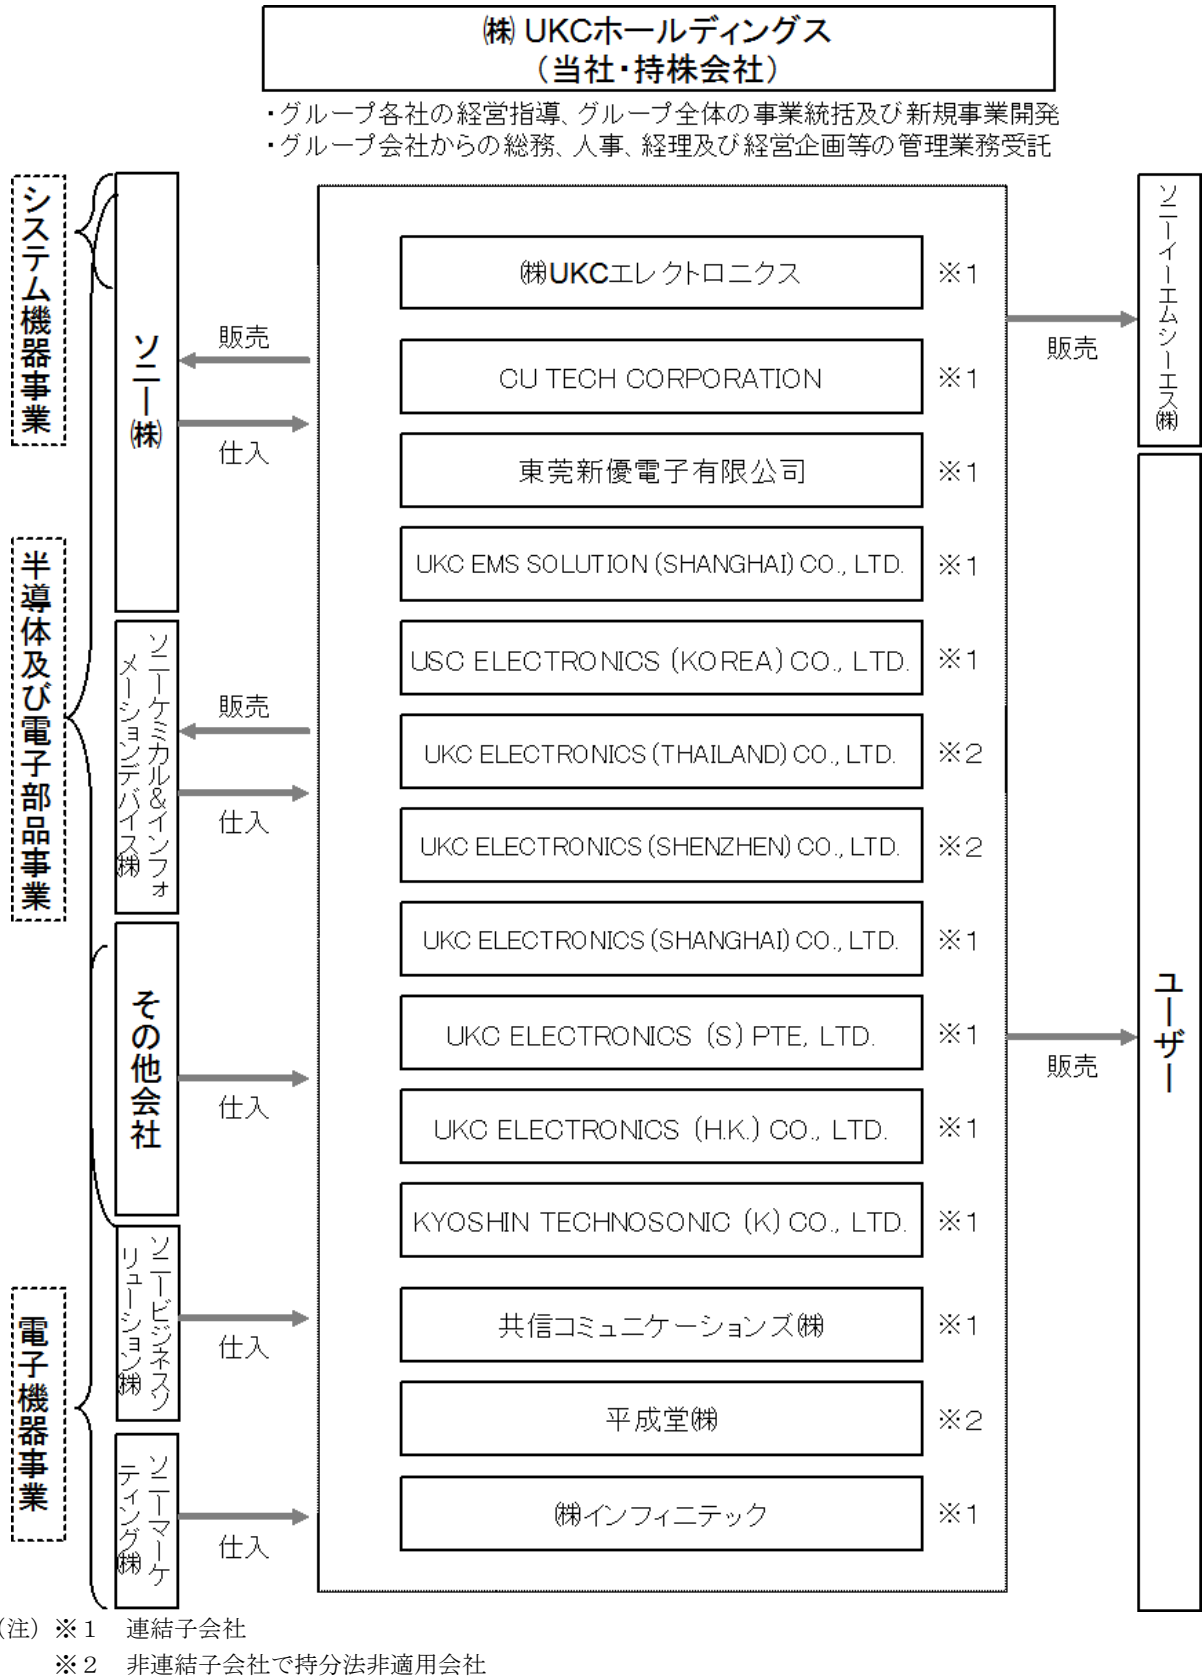 ㈱ UKCホールディングス
（当社・持株会社）
・グループ各社の経営指導、グループ全体の事業統括及び新規事業開発
・グループ会社からの総務、人事、経理及び経営企画等の管理業務受託
システム機器事業
半導体及び電子部品事業
電子機器事業
ソニー㈱
販売
仕入
ソニーケミカル&インフォ
メーションデバイス㈱
販売
仕入
その他会社
仕入
ソニービジネスソ
リューション㈱
仕入
ソニーマーケ
ティング㈱
仕入
㈱UKCエレクトロニクス ※1
CU TECH CORPORATION ※1
東莞新優電子有限公司 ※1
UKC EMS SOLUTION (SHANGHAI) CO., LTD. ※1
USC ELECTRONICS (KOREA) CO., LTD. ※1
UKC ELECTRONICS (THAILAND) CO., LTD. ※2
UKC ELECTRONICS (SHENZHEN) CO., LTD. ※2
UKC ELECTRONICS (SHANGHAI) CO., LTD. ※1
UKC ELECTRONICS (S) PTE, LTD. ※1
UKC ELECTRONICS (H.K.) CO., LTD. ※1
KYOSHIN TECHNOSONIC (K) CO., LTD. ※1
共信コミュニケーションズ㈱ ※1
平成堂㈱ ※2
㈱インフィニテック ※1
販売
ソニーイーエムシーエス㈱
販売
ユーザー
（注）※１ 連結子会社
※２ 非連結子会社で持分法非適用会社